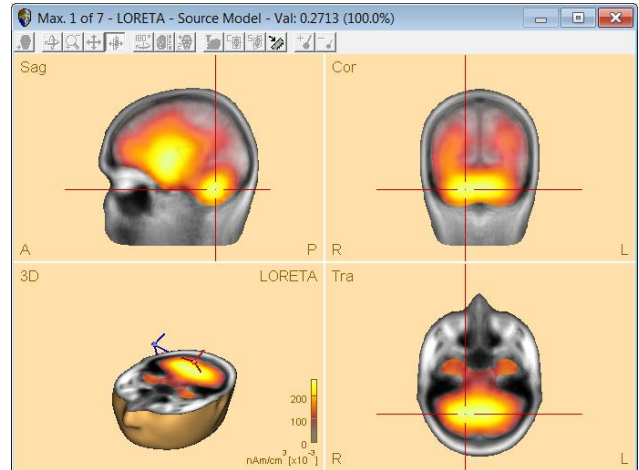 Max. 1 of 7 - LORETA - Source Model - Val: 0.2713 (100.0%)
Sag
A
P
Cor
R
L
3D
LORETA
200
100
0
nAm/cm³ [x10⁻³]
Tra
R
L